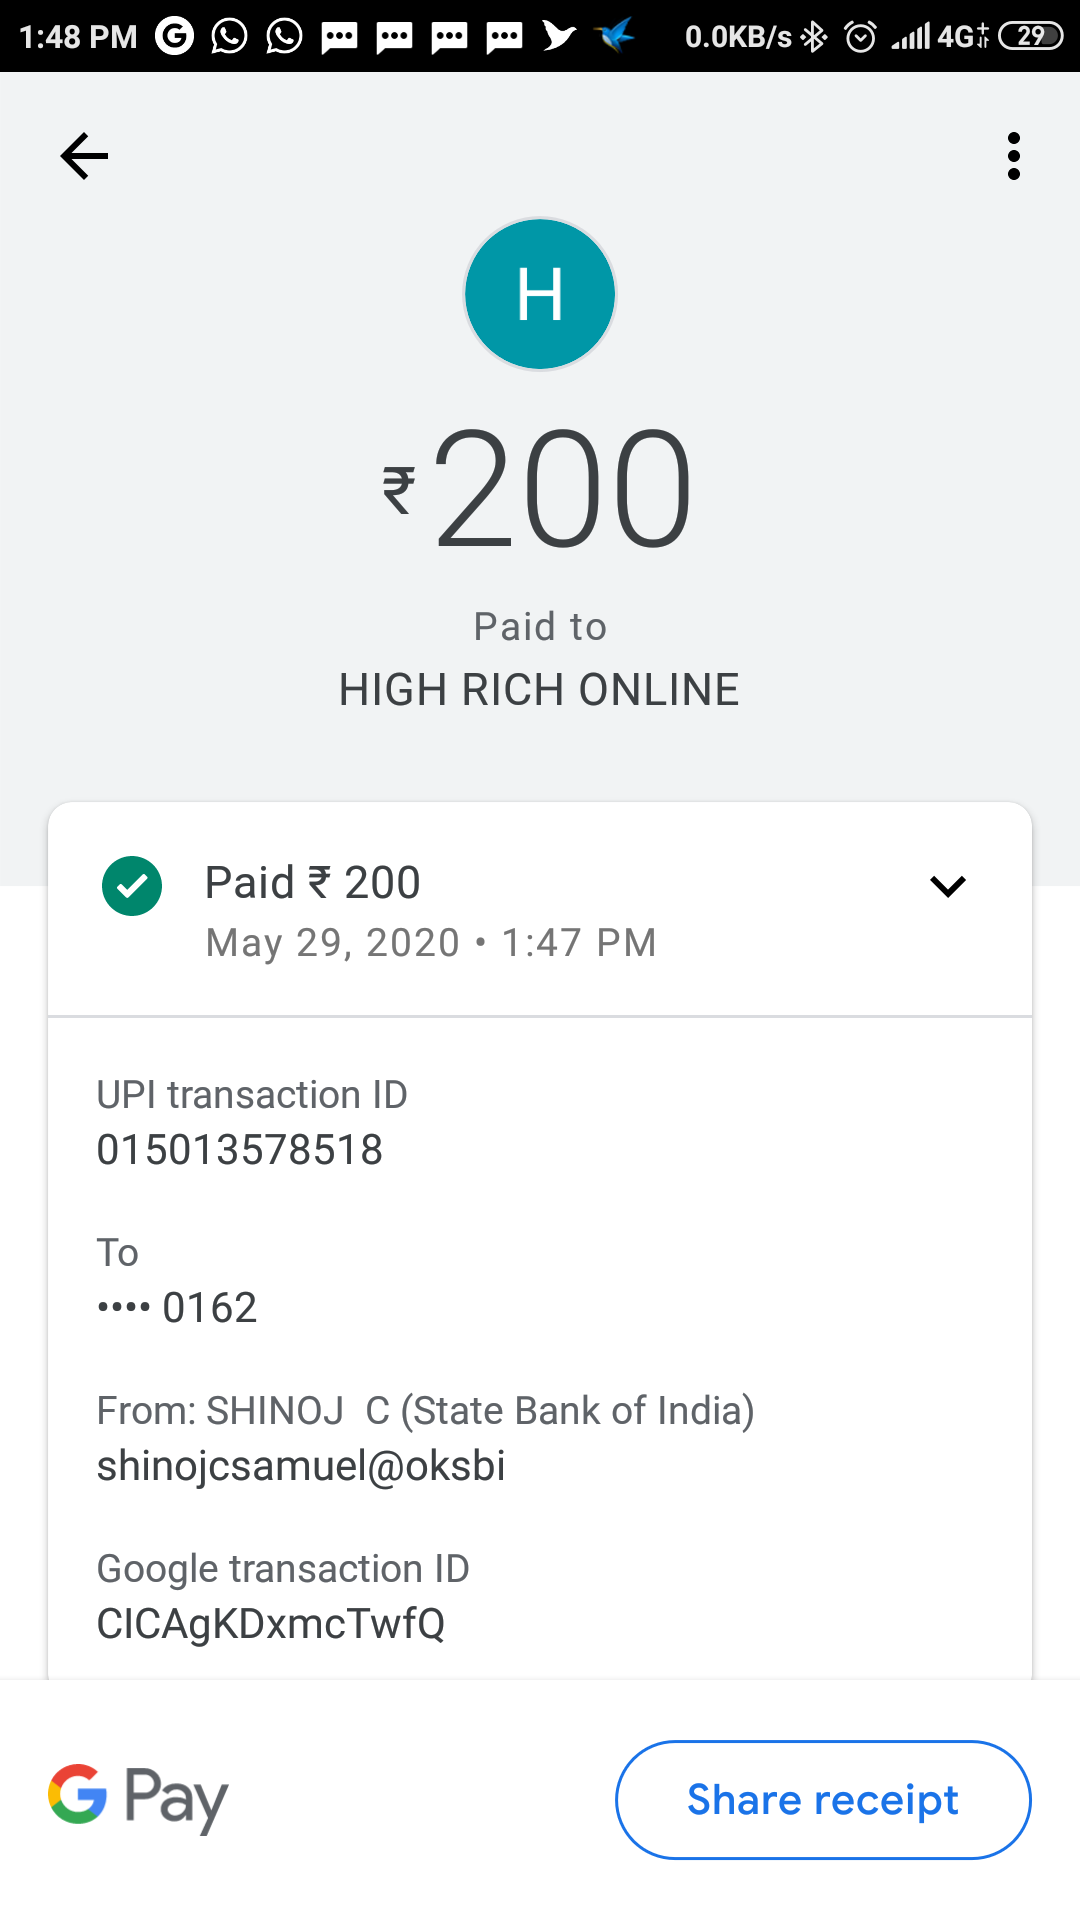 1:48 PM 0.0KB/s 4G 29
H
₹200
Paid to
HIGH RICH ONLINE
Paid ₹ 200
May 29, 2020 • 1:47 PM
UPI transaction ID
015013578518
To
•••• 0162
From: SHINOJ  C (State Bank of India)
shinojcsamuel@oksbi
Google transaction ID
CICAgKDxmcTwfQ
G Pay
Share receipt